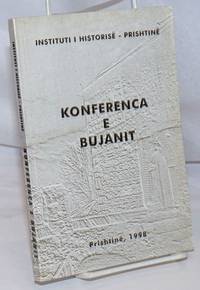 INSTITUTI I HISTORISË - PRISHTINË
KONFERENCA
E
BUJANIT
Prishtinë, 1998